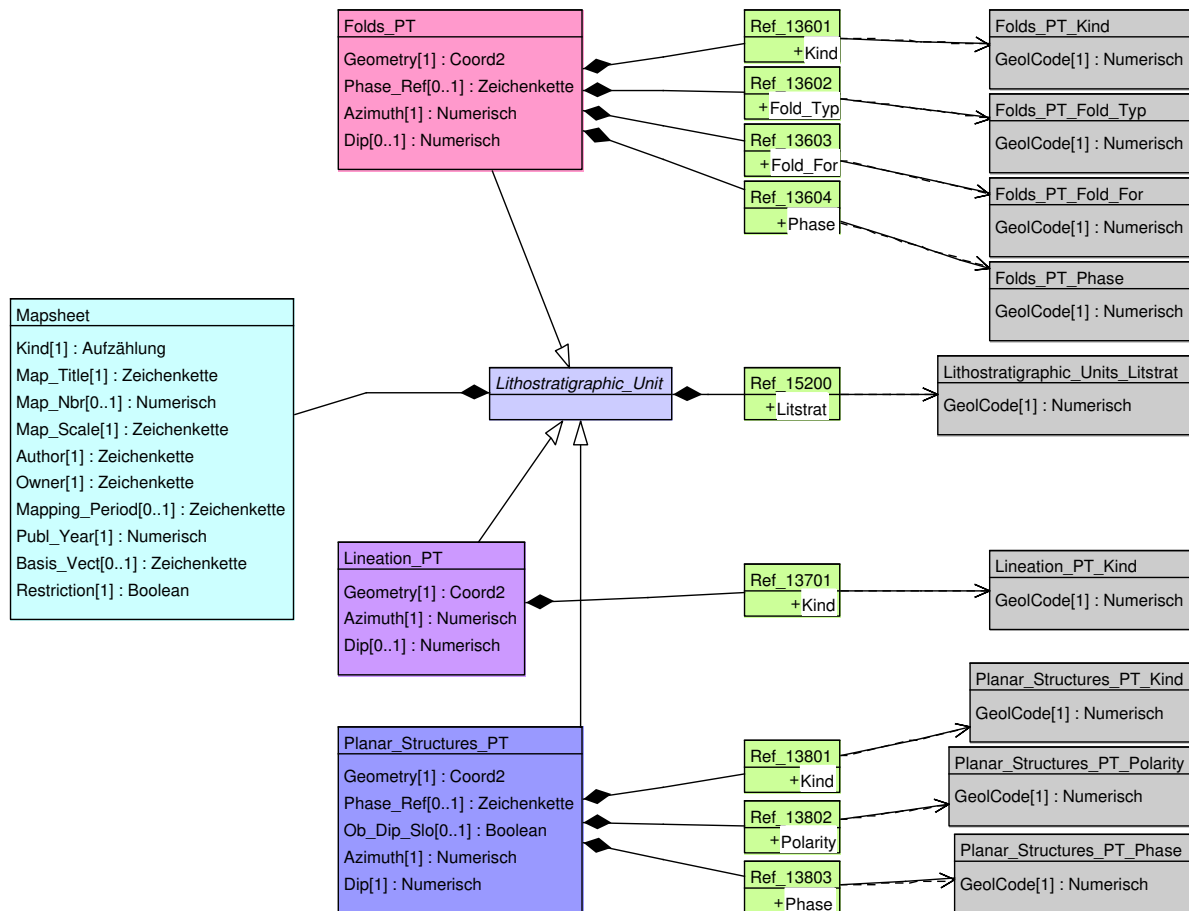 Folds_PT
Geometry[1] : Coord2
Phase_Ref[0..1] : Zeichenkette
Azimuth[1] : Numerisch
Dip[0..1] : Numerisch
Ref_13601
+Kind
Ref_13602
+Fold_Typ
Ref_13603
+Fold_For
Ref_13604
+Phase
Folds_PT_Kind
GeolCode[1] : Numerisch
Folds_PT_Fold_Typ
GeolCode[1] : Numerisch
Folds_PT_Fold_For
GeolCode[1] : Numerisch
Folds_PT_Phase
GeolCode[1] : Numerisch
Mapsheet
Kind[1] : Aufzählung
Map_Title[1] : Zeichenkette
Map_Nbr[0..1] : Numerisch
Map_Scale[1] : Zeichenkette
Author[1] : Zeichenkette
Owner[1] : Zeichenkette
Mapping_Period[0..1] : Zeichenkette
Publ_Year[1] : Numerisch
Basis_Vect[0..1] : Zeichenkette
Restriction[1] : Boolean
Lithostratigraphic_Unit
Ref_15200
+Litstrat
Lithostratigraphic_Units_Litstrat
GeolCode[1] : Numerisch
Lineation_PT
Geometry[1] : Coord2
Azimuth[1] : Numerisch
Dip[0..1] : Numerisch
Ref_13701
+Kind
Lineation_PT_Kind
GeolCode[1] : Numerisch
Planar_Structures_PT
Geometry[1] : Coord2
Phase_Ref[0..1] : Zeichenkette
Ob_Dip_Slo[0..1] : Boolean
Azimuth[1] : Numerisch
Dip[1] : Numerisch
Ref_13801
+Kind
Ref_13802
+Polarity
Ref_13803
+Phase
Planar_Structures_PT_Kind
GeolCode[1] : Numerisch
Planar_Structures_PT_Polarity
GeolCode[1] : Numerisch
Planar_Structures_PT_Phase
GeolCode[1] : Numerisch